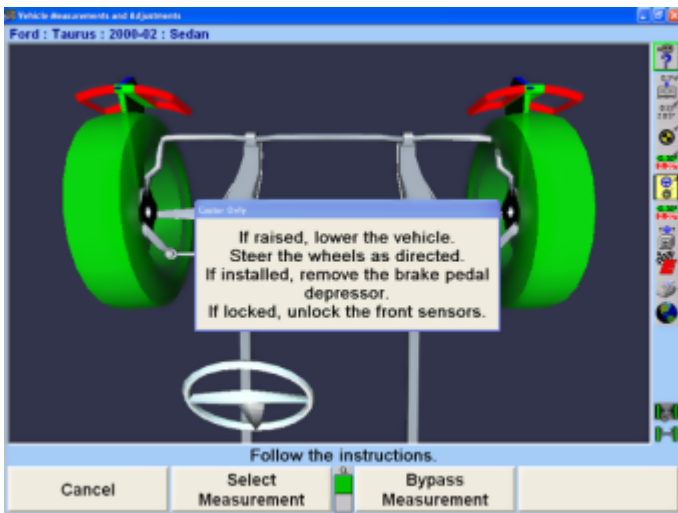 Vehicle Measurements and Adjustments
Ford : Taurus : 2000-02 : Sedan
Caster Only
If raised, lower the vehicle.
Steer the wheels as directed.
If installed, remove the brake pedal
depressor.
If locked, unlock the front sensors.
Follow the instructions.
Cancel
Select
Measurement
Bypass
Measurement